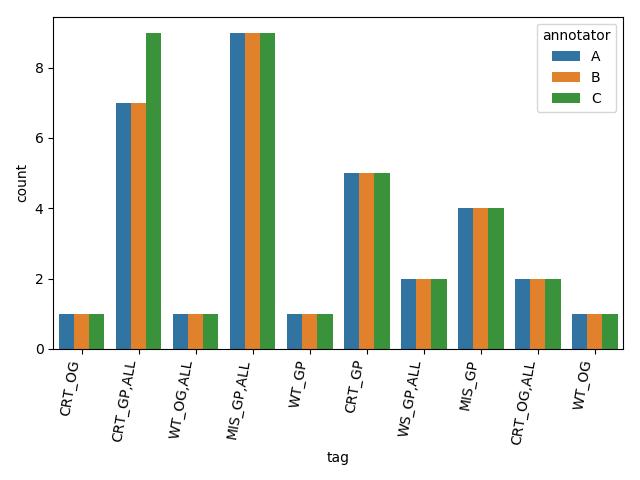 annotator
A
B
C
count
8
6
4
2
0
CRT_OG
CRT_GP,ALL
WT_OG,ALL
MIS_GP,ALL
WT_GP
CRT_GP
WS_GP,ALL
MIS_GP
CRT_OG,ALL
WT_OG
tag